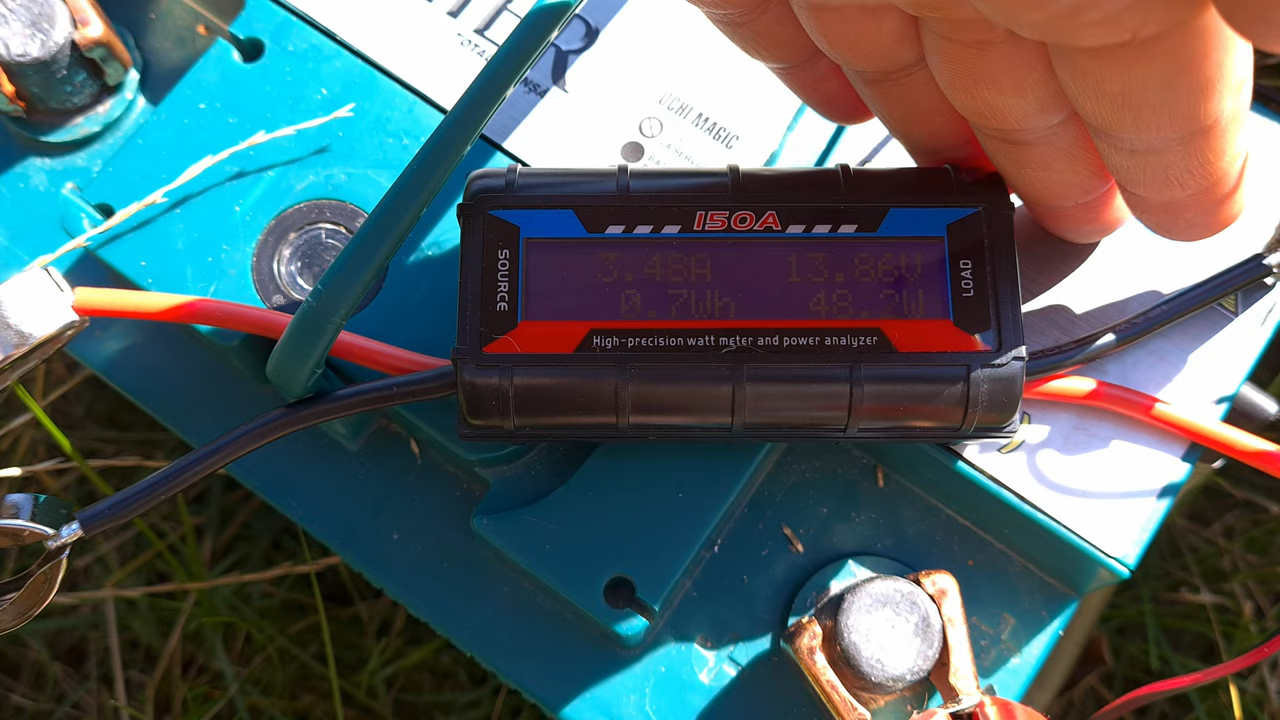 OCHI MAGIC
150A
SOURCE
3.48A 13.86V
0.7Wh 48.2W
LOAD
High-precision watt meter and power analyzer